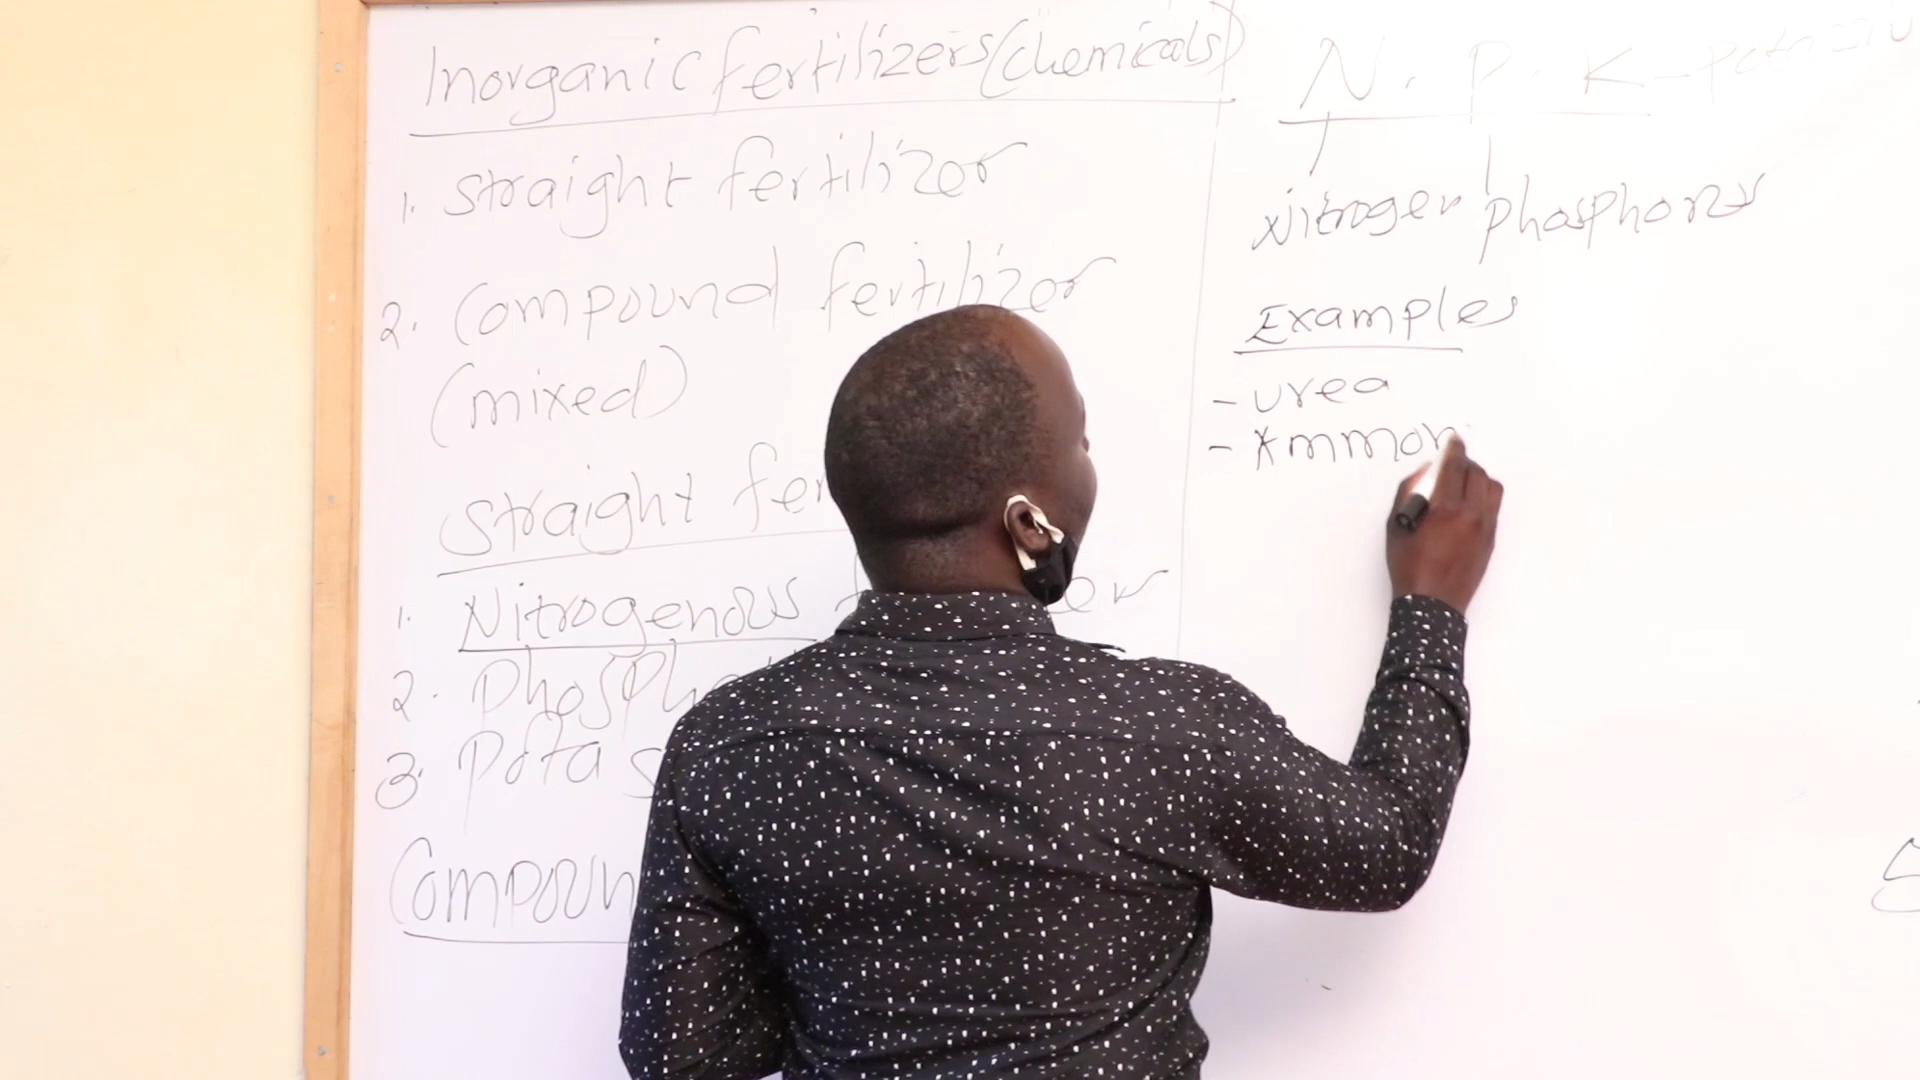 Inorganic fertilizers (chemicals)
1. Straight fertilizer
2. Compound fertilizer
(mixed)
Straight fer
1. Nitrogenous
2. Phosph
3. Potas
Compoun
N. P. K -
Nitrogen phosphorus
Examples
- urea
- Ammon